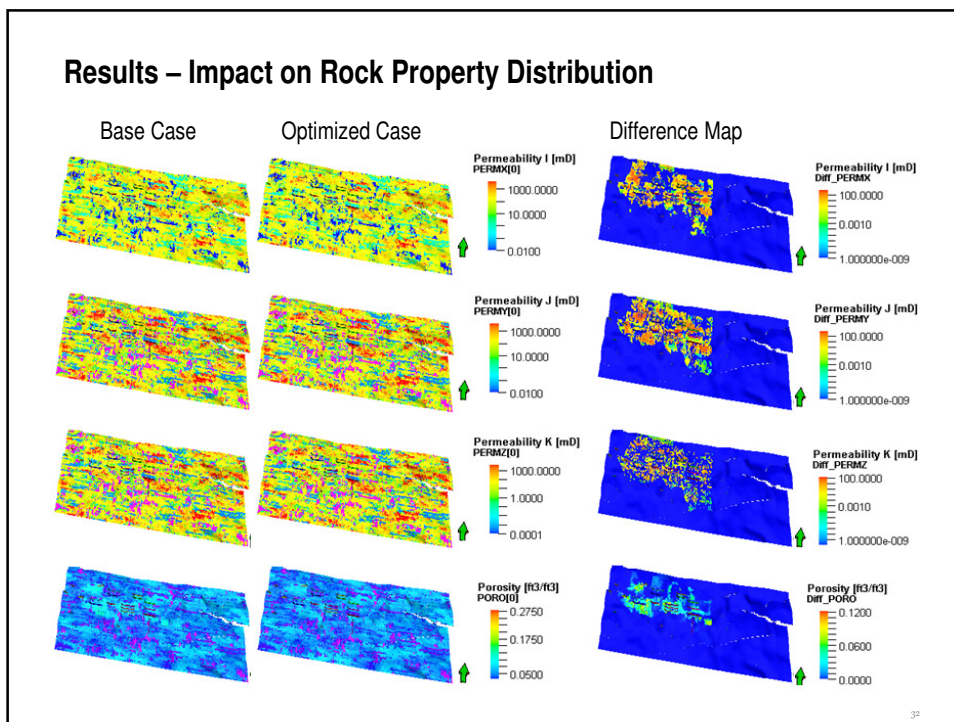 Results – Impact on Rock Property Distribution
Base Case
Optimized Case
Difference Map
Permeability I [mD]
PERMX[0]
1000.0000
10.0000
0.0100
Permeability I [mD]
Diff_PERMX
100.0000
0.0010
1.000000e-009
Permeability J [mD]
PERMY[0]
1000.0000
10.0000
0.0100
Permeability J [mD]
Diff_PERMY
100.0000
0.0010
1.000000e-009
Permeability K [mD]
PERMZ[0]
1000.0000
1.0000
0.0001
Permeability K [mD]
Diff_PERMZ
100.0000
0.0010
1.000000e-009
Porosity [ft3/ft3]
PORO[0]
0.2750
0.1750
0.0500
Porosity [ft3/ft3]
Diff_PORO
0.1200
0.0600
0.0000
32